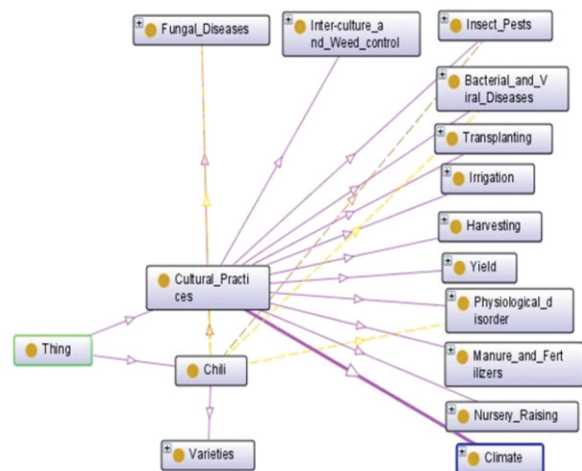 Fungal_Diseases
Inter-culture_a
nd_Weed_control
Insect_Pests
Bacterial_and_V
iral_Diseases
Transplanting
Irrigation
Harvesting
Cultural_Practi
ces
Yield
Physiological_d
isorder
Thing
Chili
Manure_and_Fert
ilizers
Nursery_Raising
Varieties
Climate